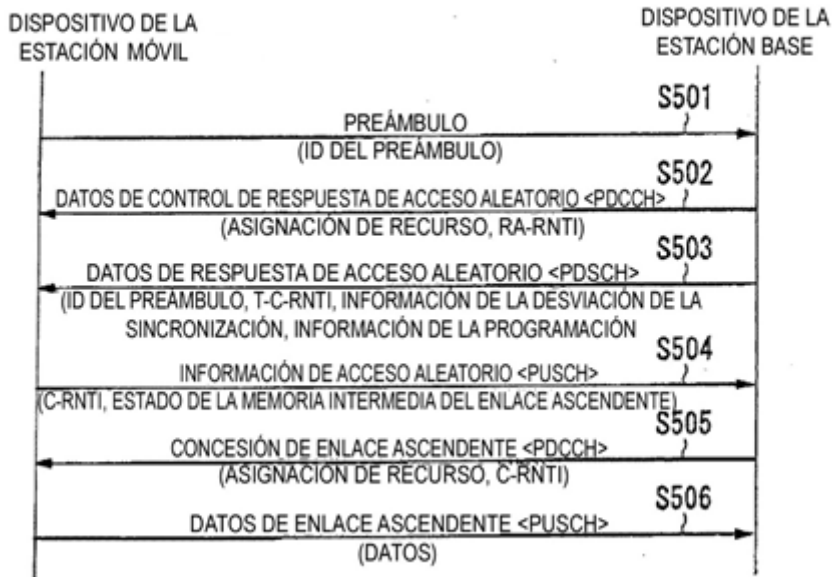 DISPOSITIVO DE LA
ESTACIÓN MÓVIL
DISPOSITIVO DE LA
ESTACIÓN BASE
S501
PREÁMBULO
(ID DEL PREÁMBULO)
S502
DATOS DE CONTROL DE RESPUESTA DE ACCESO ALEATORIO <PDCCH>
(ASIGNACIÓN DE RECURSO, RA-RNTI)
S503
DATOS DE RESPUESTA DE ACCESO ALEATORIO <PDSCH>
(ID DEL PREÁMBULO, T-C-RNTI, INFORMACIÓN DE LA DESVIACIÓN DE LA
SINCRONIZACIÓN, INFORMACIÓN DE LA PROGRAMACIÓN
S504
INFORMACIÓN DE ACCESO ALEATORIO <PUSCH>
(C-RNTI, ESTADO DE LA MEMORIA INTERMEDIA DEL ENLACE ASCENDENTE)
S505
CONCESIÓN DE ENLACE ASCENDENTE <PDCCH>
(ASIGNACIÓN DE RECURSO, C-RNTI)
S506
DATOS DE ENLACE ASCENDENTE <PUSCH>
(DATOS)